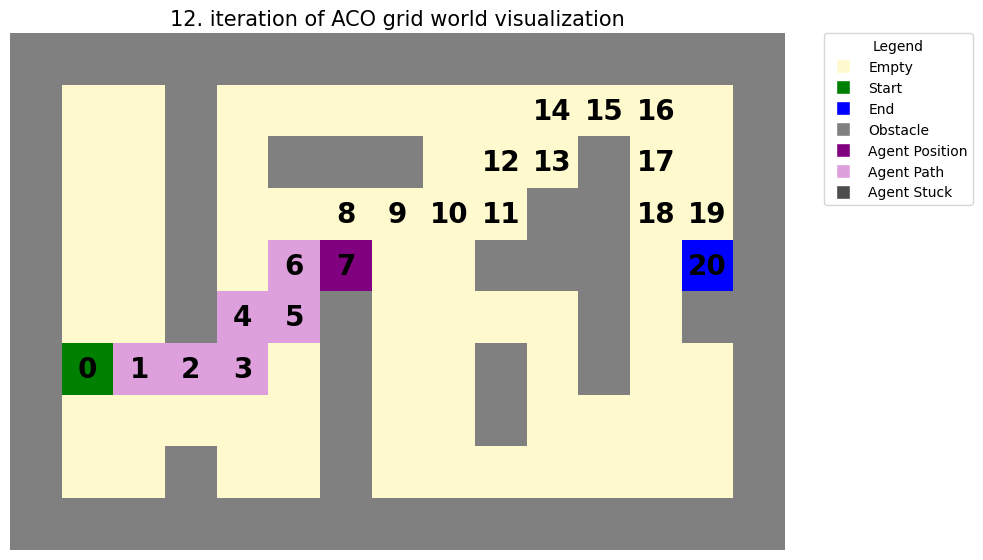 12. iteration of ACO grid world visualization
Legend
Empty
Start
End
Obstacle
Agent Position
Agent Path
Agent Stuck
14 15 16
12 13 17
8 9 10 11 18 19
6 7 20
4 5
0 1 2 3